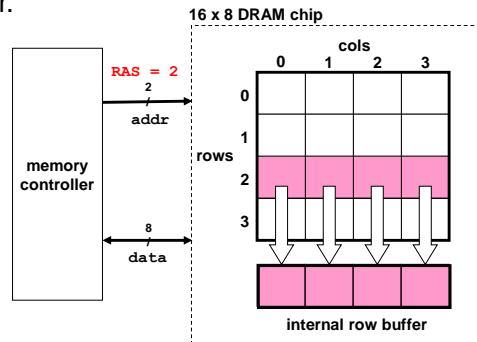 r.
16 x 8 DRAM chip
cols
0 1 2 3
RAS = 2
2
/
addr
0
1
rows
2
3
memory
controller
8
/
data
internal row buffer